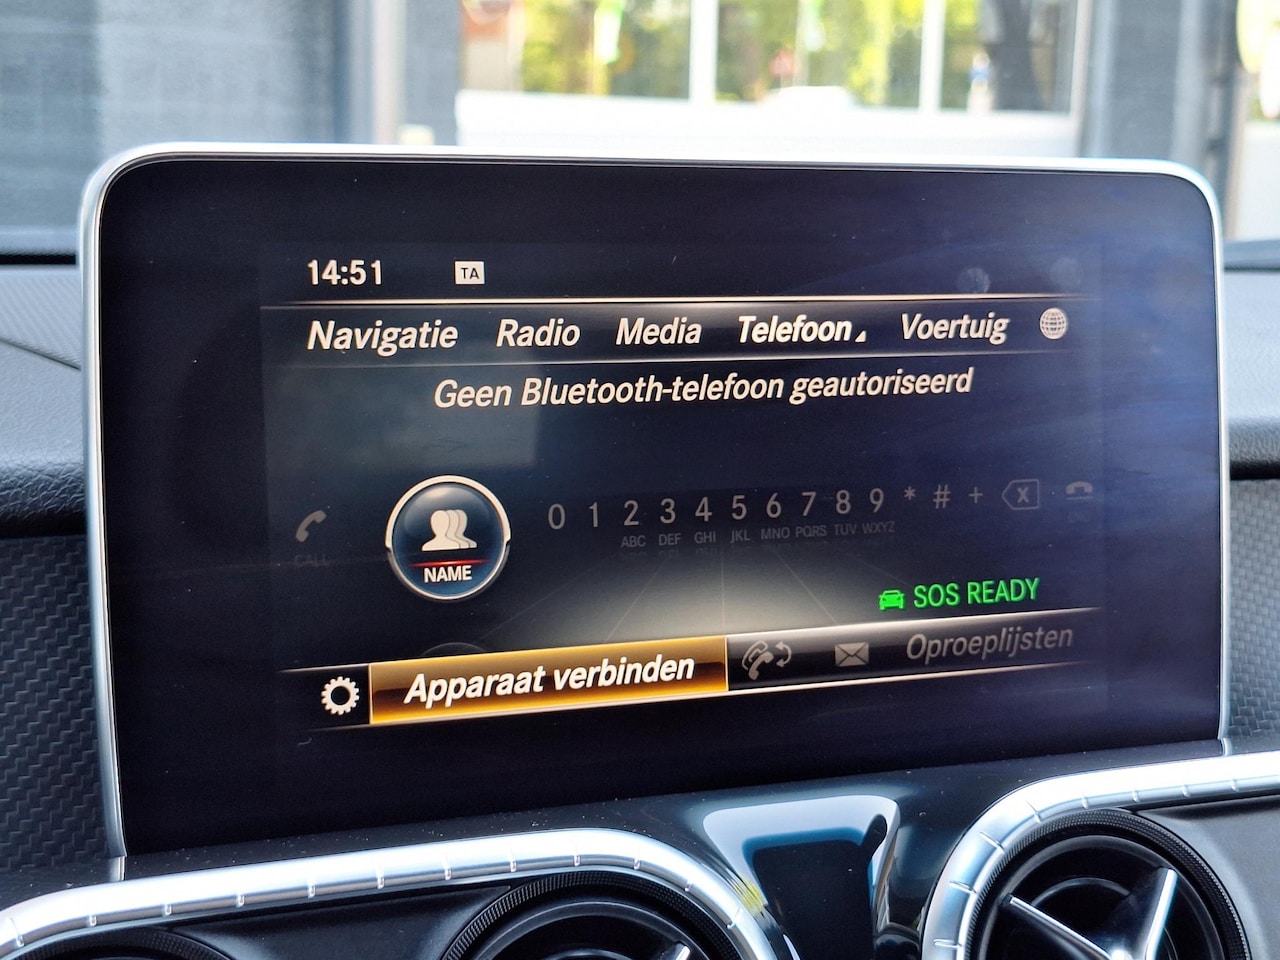 14:51 TA
Navigatie Radio Media Telefoon Voertuig
Geen Bluetooth-telefoon geautoriseerd
0 1 2 3 4 5 6 7 8 9 * # + X
ABC DEF GHI JKL MNO PQRS TUV WXYZ
CALL
NAME
SOS READY
Apparaat verbinden Oproeplijsten